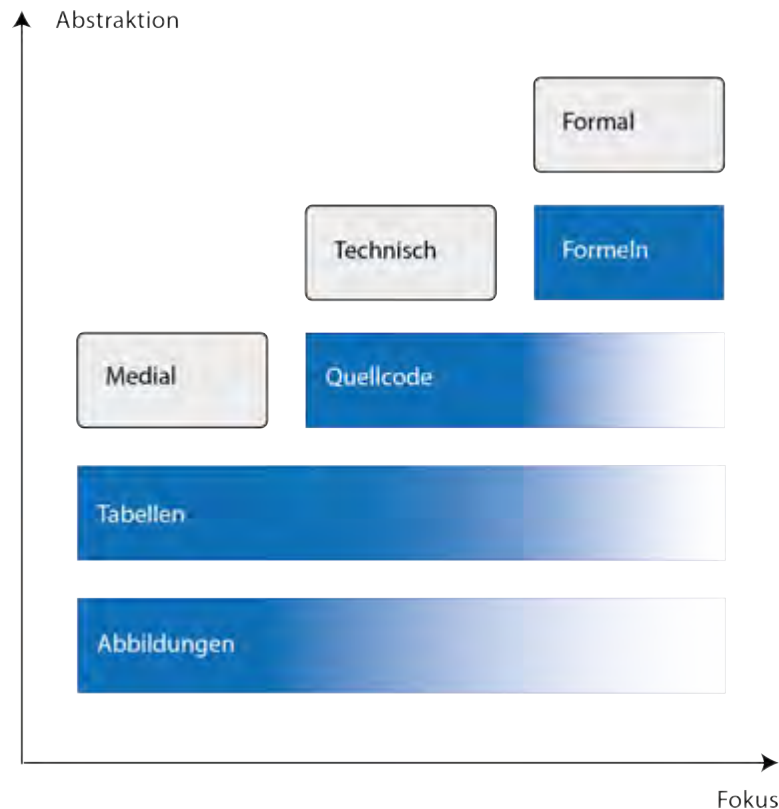 Abstraktion
Formal
Technisch
Formeln
Medial
Quellcode
Tabellen
Abbildungen
Fokus